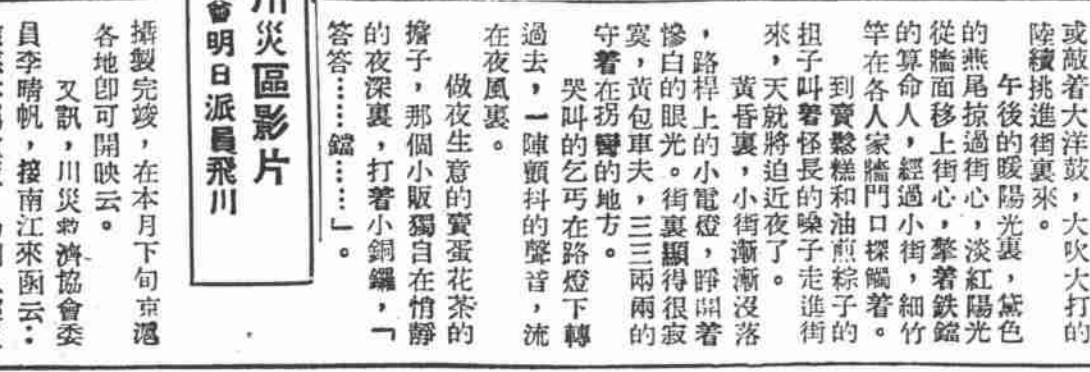 或敲着大洋鼓，大吹大打的
陸續挑進街裏來。
午後的暖陽光裏，黛色
的燕尾掠過街心，淡紅陽光
從牆面移上街心，擎着鉄鐺
的算命人，經過小街，細竹
竿在各人家牆門口探觸着。
到賣鬆糕和油煎粽子的
担子叫着怪長的嗓子走進街
來，天就將迫近夜了。
黃昏裏，小街漸漸沒落
，路桿上的小電燈，睜開着
慘白的眼光。街裏顯得很寂
寞，黃包車夫，三三兩兩的
守着在拐彎的地方。
哭叫的乞丐在路燈下轉
過去，一陣顫抖的聲音，流
在夜風裏。
做夜生意的賣蛋花茶的
擔子，那個小販獨自在悄靜
的夜深裏，打着小銅鑼，「
答答……鐺……」。
川災區影片
會明日派員飛川
攝製完竣，在本月下旬京滬
各地卽可開映云。
又訊，川災救濟協會委
員李晴帆，接南江來函云：